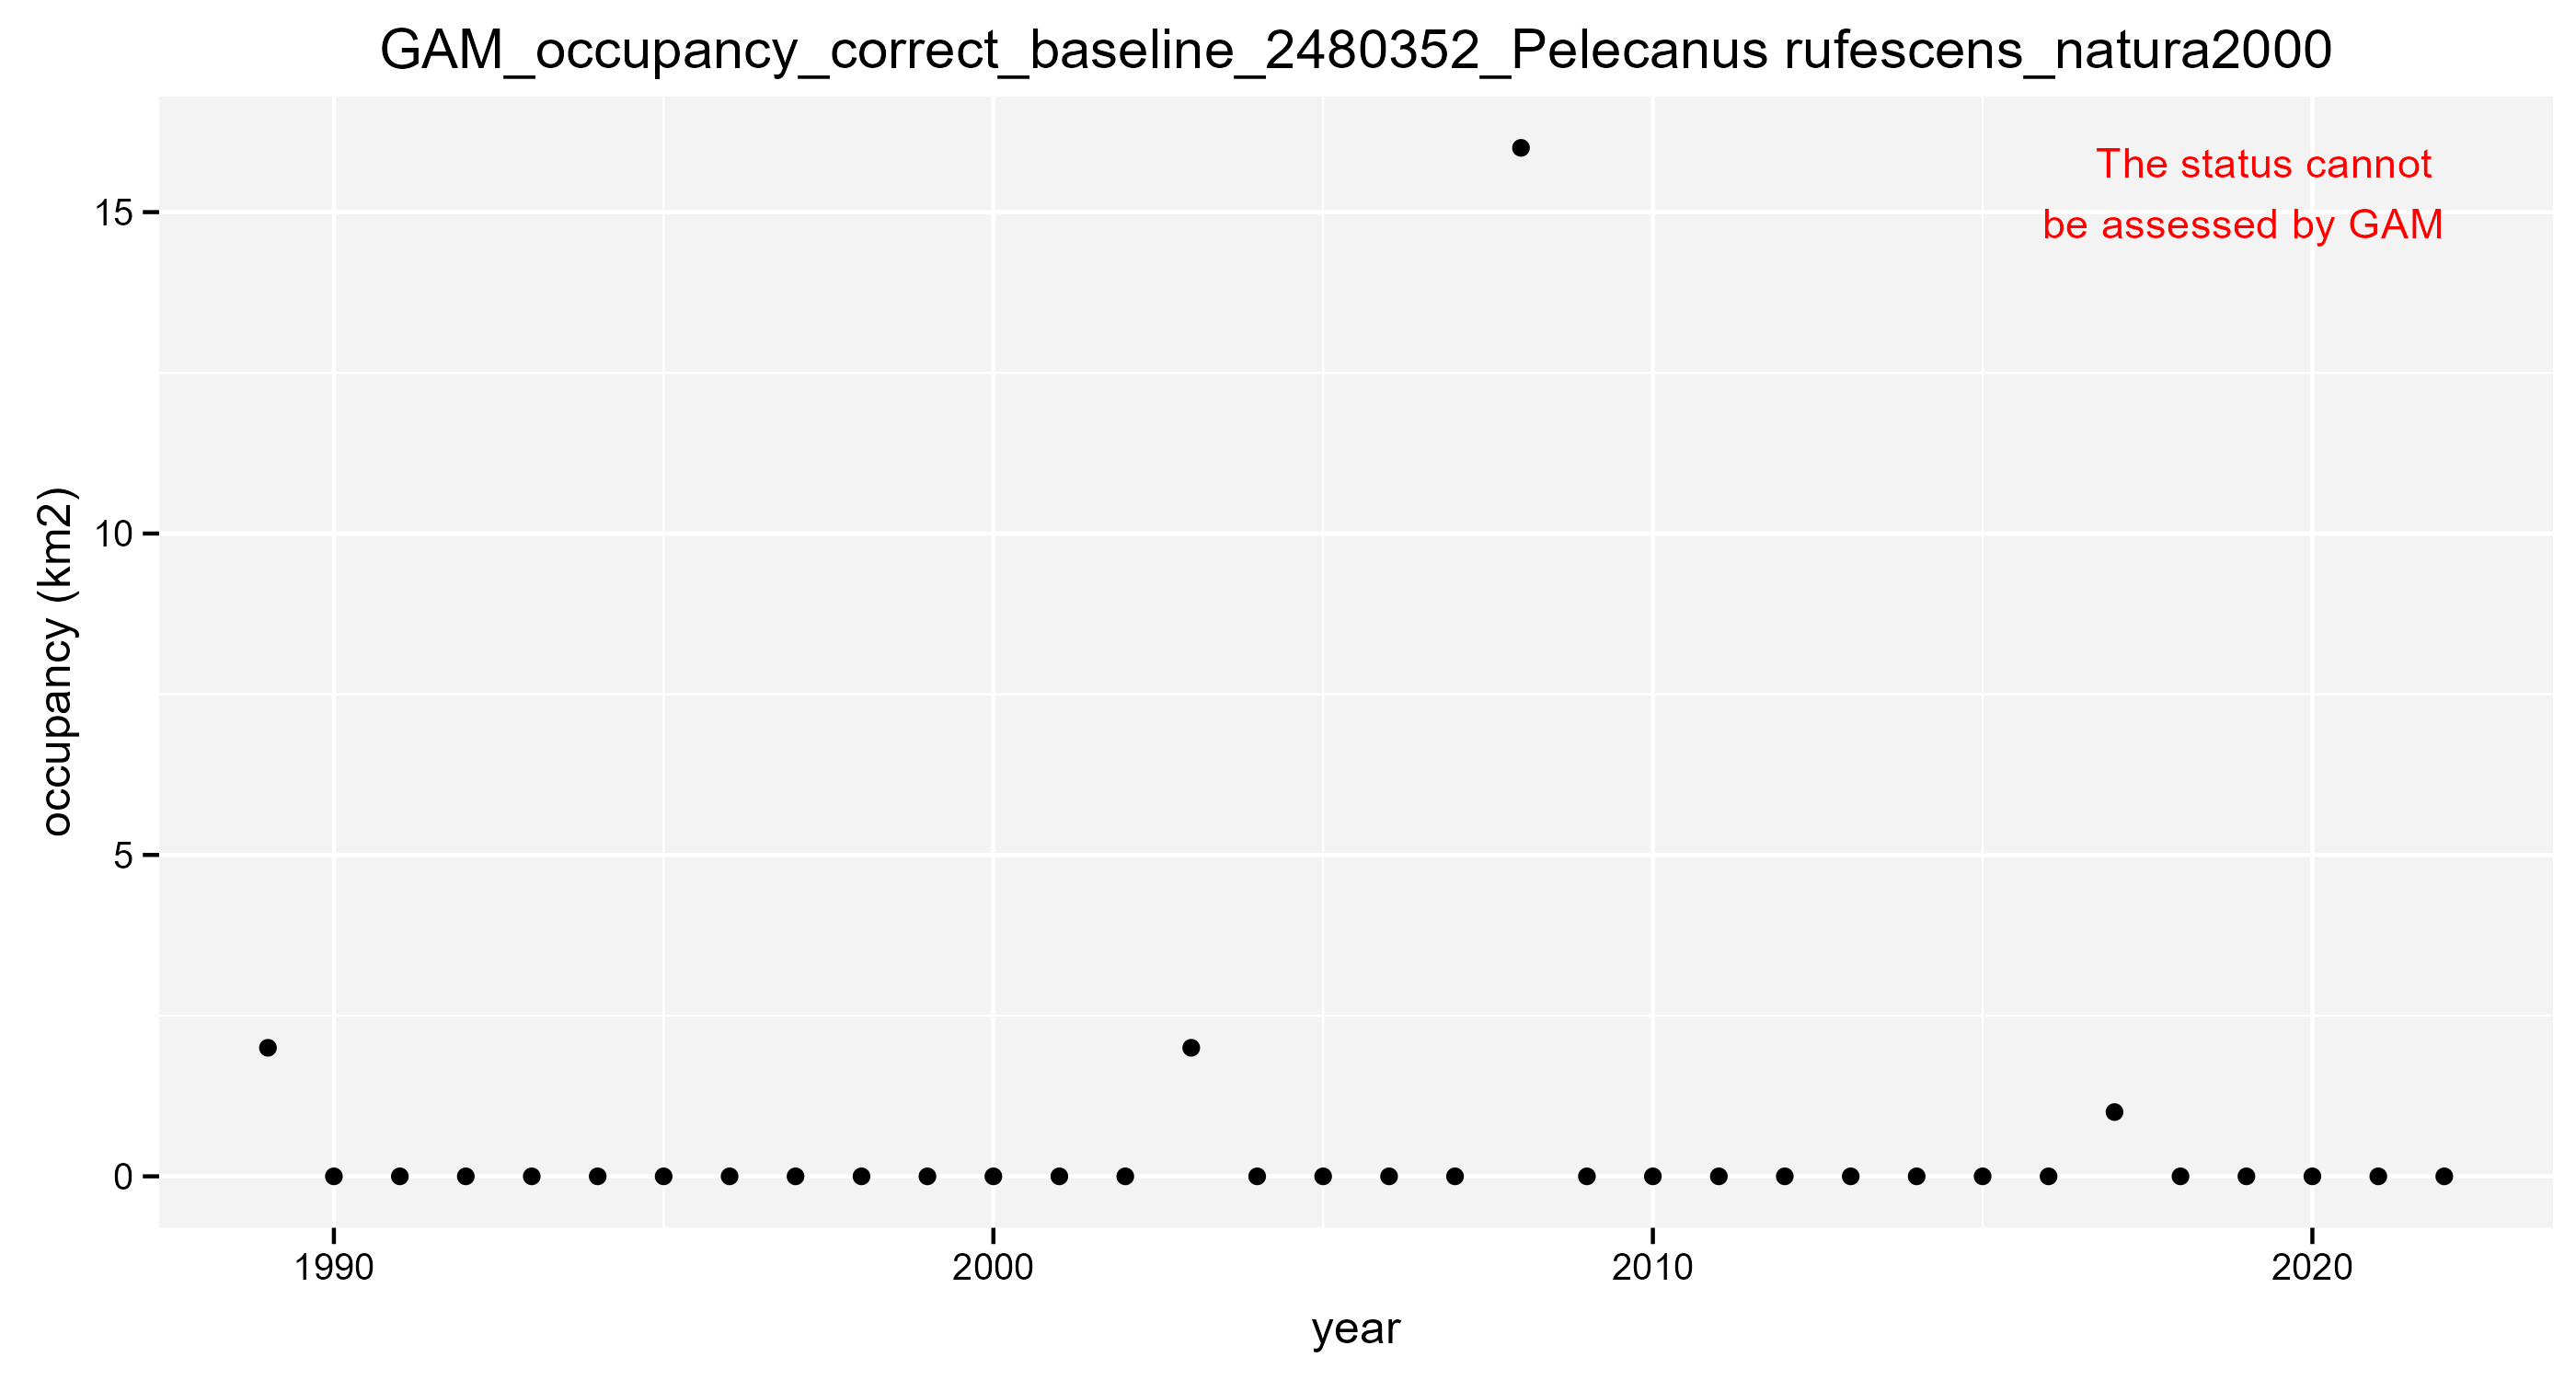 GAM_occupancy_correct_baseline_2480352_Pelecanus rufescens_natura2000
The status cannot
be assessed by GAM
15
10
5
0
occupancy (km2)
1990 2000 2010 2020
year